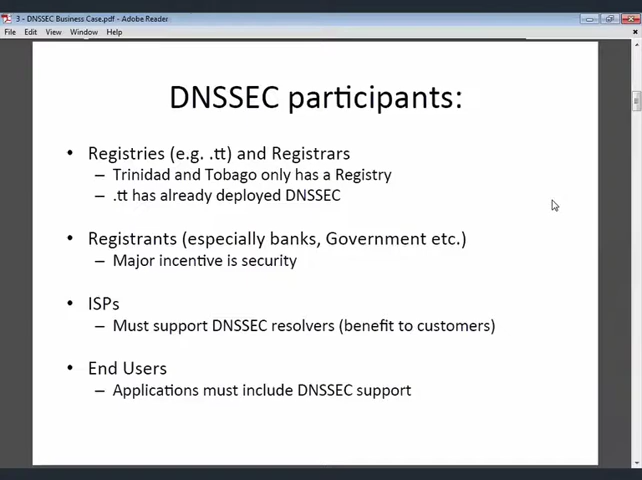 3 - DNSSEC Business Case.pdf - Adobe Reader
File Edit View Window Help
DNSSEC participants:
• Registries (e.g. .tt) and Registrars
– Trinidad and Tobago only has a Registry
– .tt has already deployed DNSSEC
• Registrants (especially banks, Government etc.)
– Major incentive is security
• ISPs
– Must support DNSSEC resolvers (benefit to customers)
• End Users
– Applications must include DNSSEC support